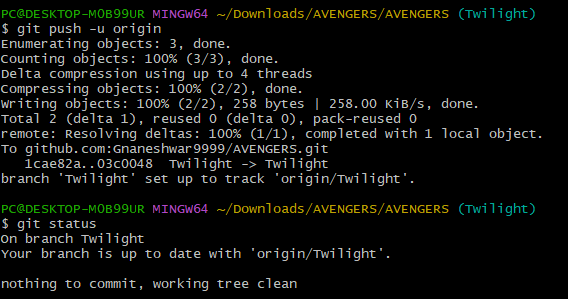 PC@DESKTOP-M0B99UR MINGW64 ~/Downloads/AVENGERS/AVENGERS (Twilight)
$ git push -u origin
Enumerating objects: 3, done.
Counting objects: 100% (3/3), done.
Delta compression using up to 4 threads
Compressing objects: 100% (2/2), done.
Writing objects: 100% (2/2), 258 bytes | 258.00 KiB/s, done.
Total 2 (delta 1), reused 0 (delta 0), pack-reused 0
remote: Resolving deltas: 100% (1/1), completed with 1 local object.
To github.com:Gnaneshwar9999/AVENGERS.git
   1cae82a..03c0048  Twilight -> Twilight
branch 'Twilight' set up to track 'origin/Twilight'.

PC@DESKTOP-M0B99UR MINGW64 ~/Downloads/AVENGERS/AVENGERS (Twilight)
$ git status
On branch Twilight
Your branch is up to date with 'origin/Twilight'.

nothing to commit, working tree clean